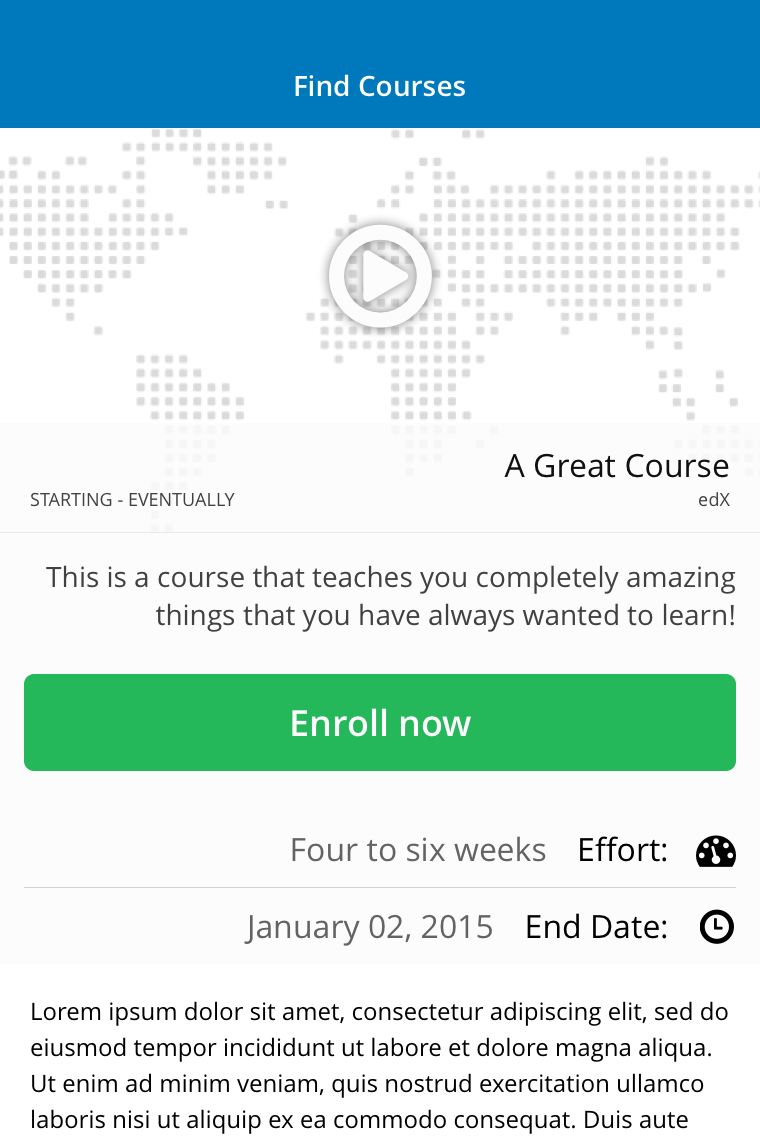 Find Courses
A Great Course
STARTING - EVENTUALLY
edX
This is a course that teaches you completely amazing
things that you have always wanted to learn!
Enroll now
Four to six weeks Effort:
January 02, 2015 End Date:
Lorem ipsum dolor sit amet, consectetur adipiscing elit, sed do
eiusmod tempor incididunt ut labore et dolore magna aliqua.
Ut enim ad minim veniam, quis nostrud exercitation ullamco
laboris nisi ut aliquip ex ea commodo consequat. Duis aute